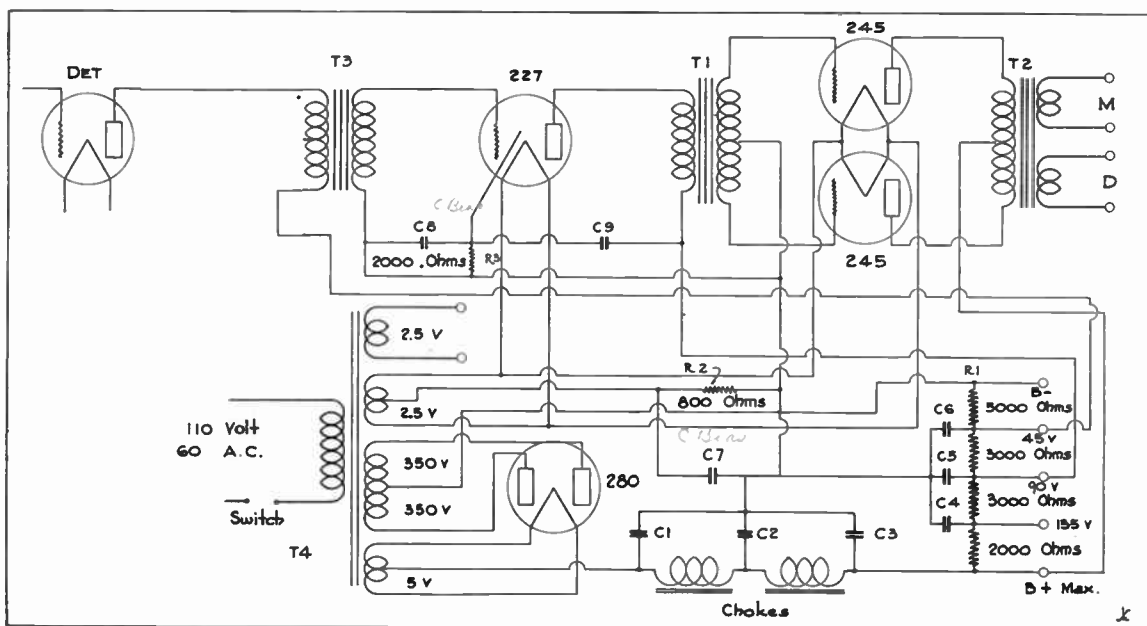 DET
T3
227
T1
245
T2
M
D
245
C Bias
C8
C9
2000 . Ohms
R3
2.5 V
R2
800 Ohms
R1
B-
5000 Ohms
2.5 V
C Bias
C6
45 v
3000 Ohms
110 Volt
60 A.C.
350 V
350 V
280
C7
C5
90 v
3000 Ohms
C4
135 V
Switch
T4
5 V
C1
C2
C3
2000 Ohms
B + Max.
Chokes